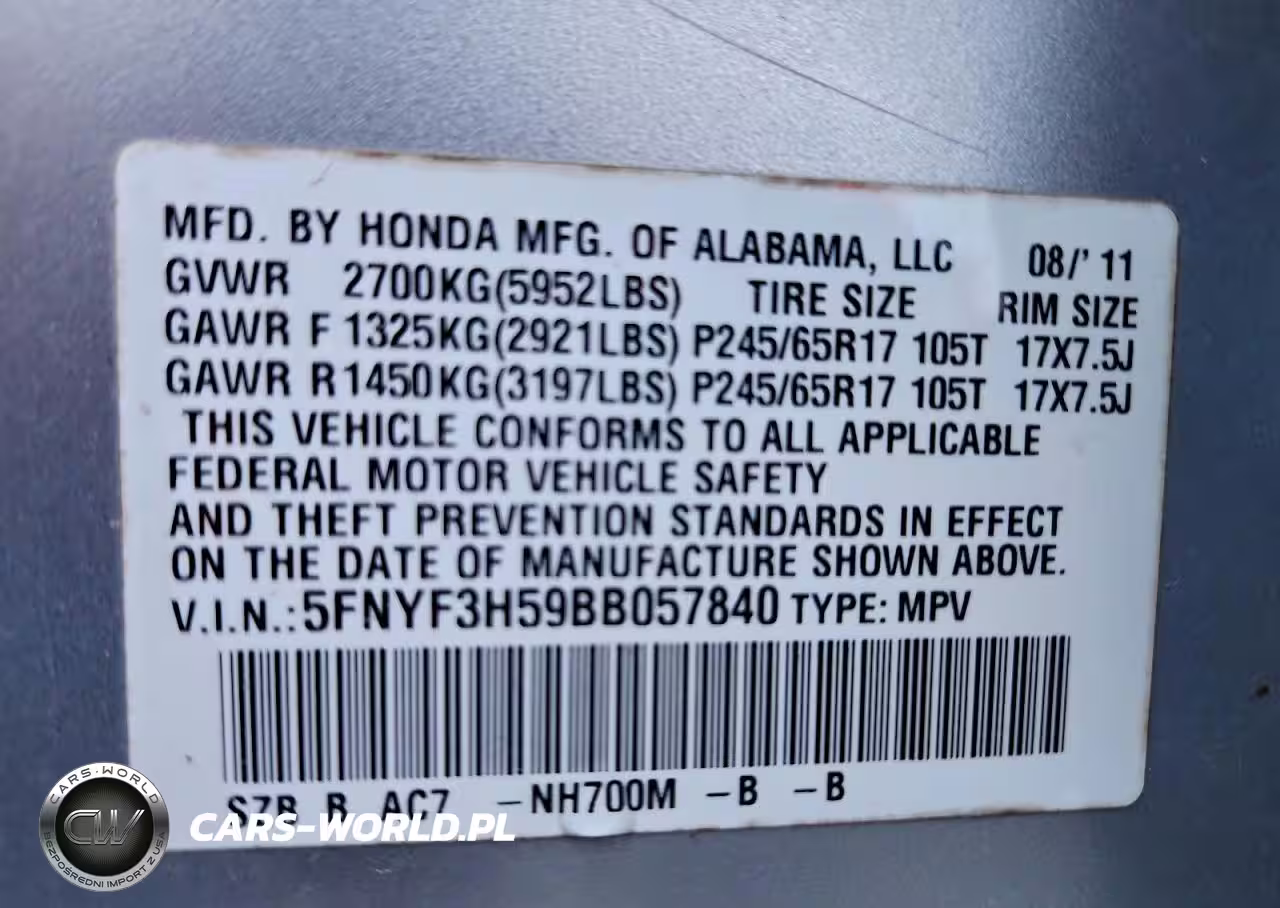 MFD. BY HONDA MFG. OF ALABAMA, LLC 08/' 11
GVWR 2700KG(5952LBS) TIRE SIZE RIM SIZE
GAWR F 1325KG(2921LBS) P245/65R17 105T 17X7.5J
GAWR R 1450KG(3197LBS) P245/65R17 105T 17X7.5J
THIS VEHICLE CONFORMS TO ALL APPLICABLE
FEDERAL MOTOR VEHICLE SAFETY
AND THEFT PREVENTION STANDARDS IN EFFECT
ON THE DATE OF MANUFACTURE SHOWN ABOVE.
V.I.N.: 5FNYF3H59BB057840 TYPE: MPV
SZB B AC7 -NH700M -B -B
CARS-WORLD
CW
BEZPOŚREDNI IMPORT Z USA
CARS-WORLD.PL